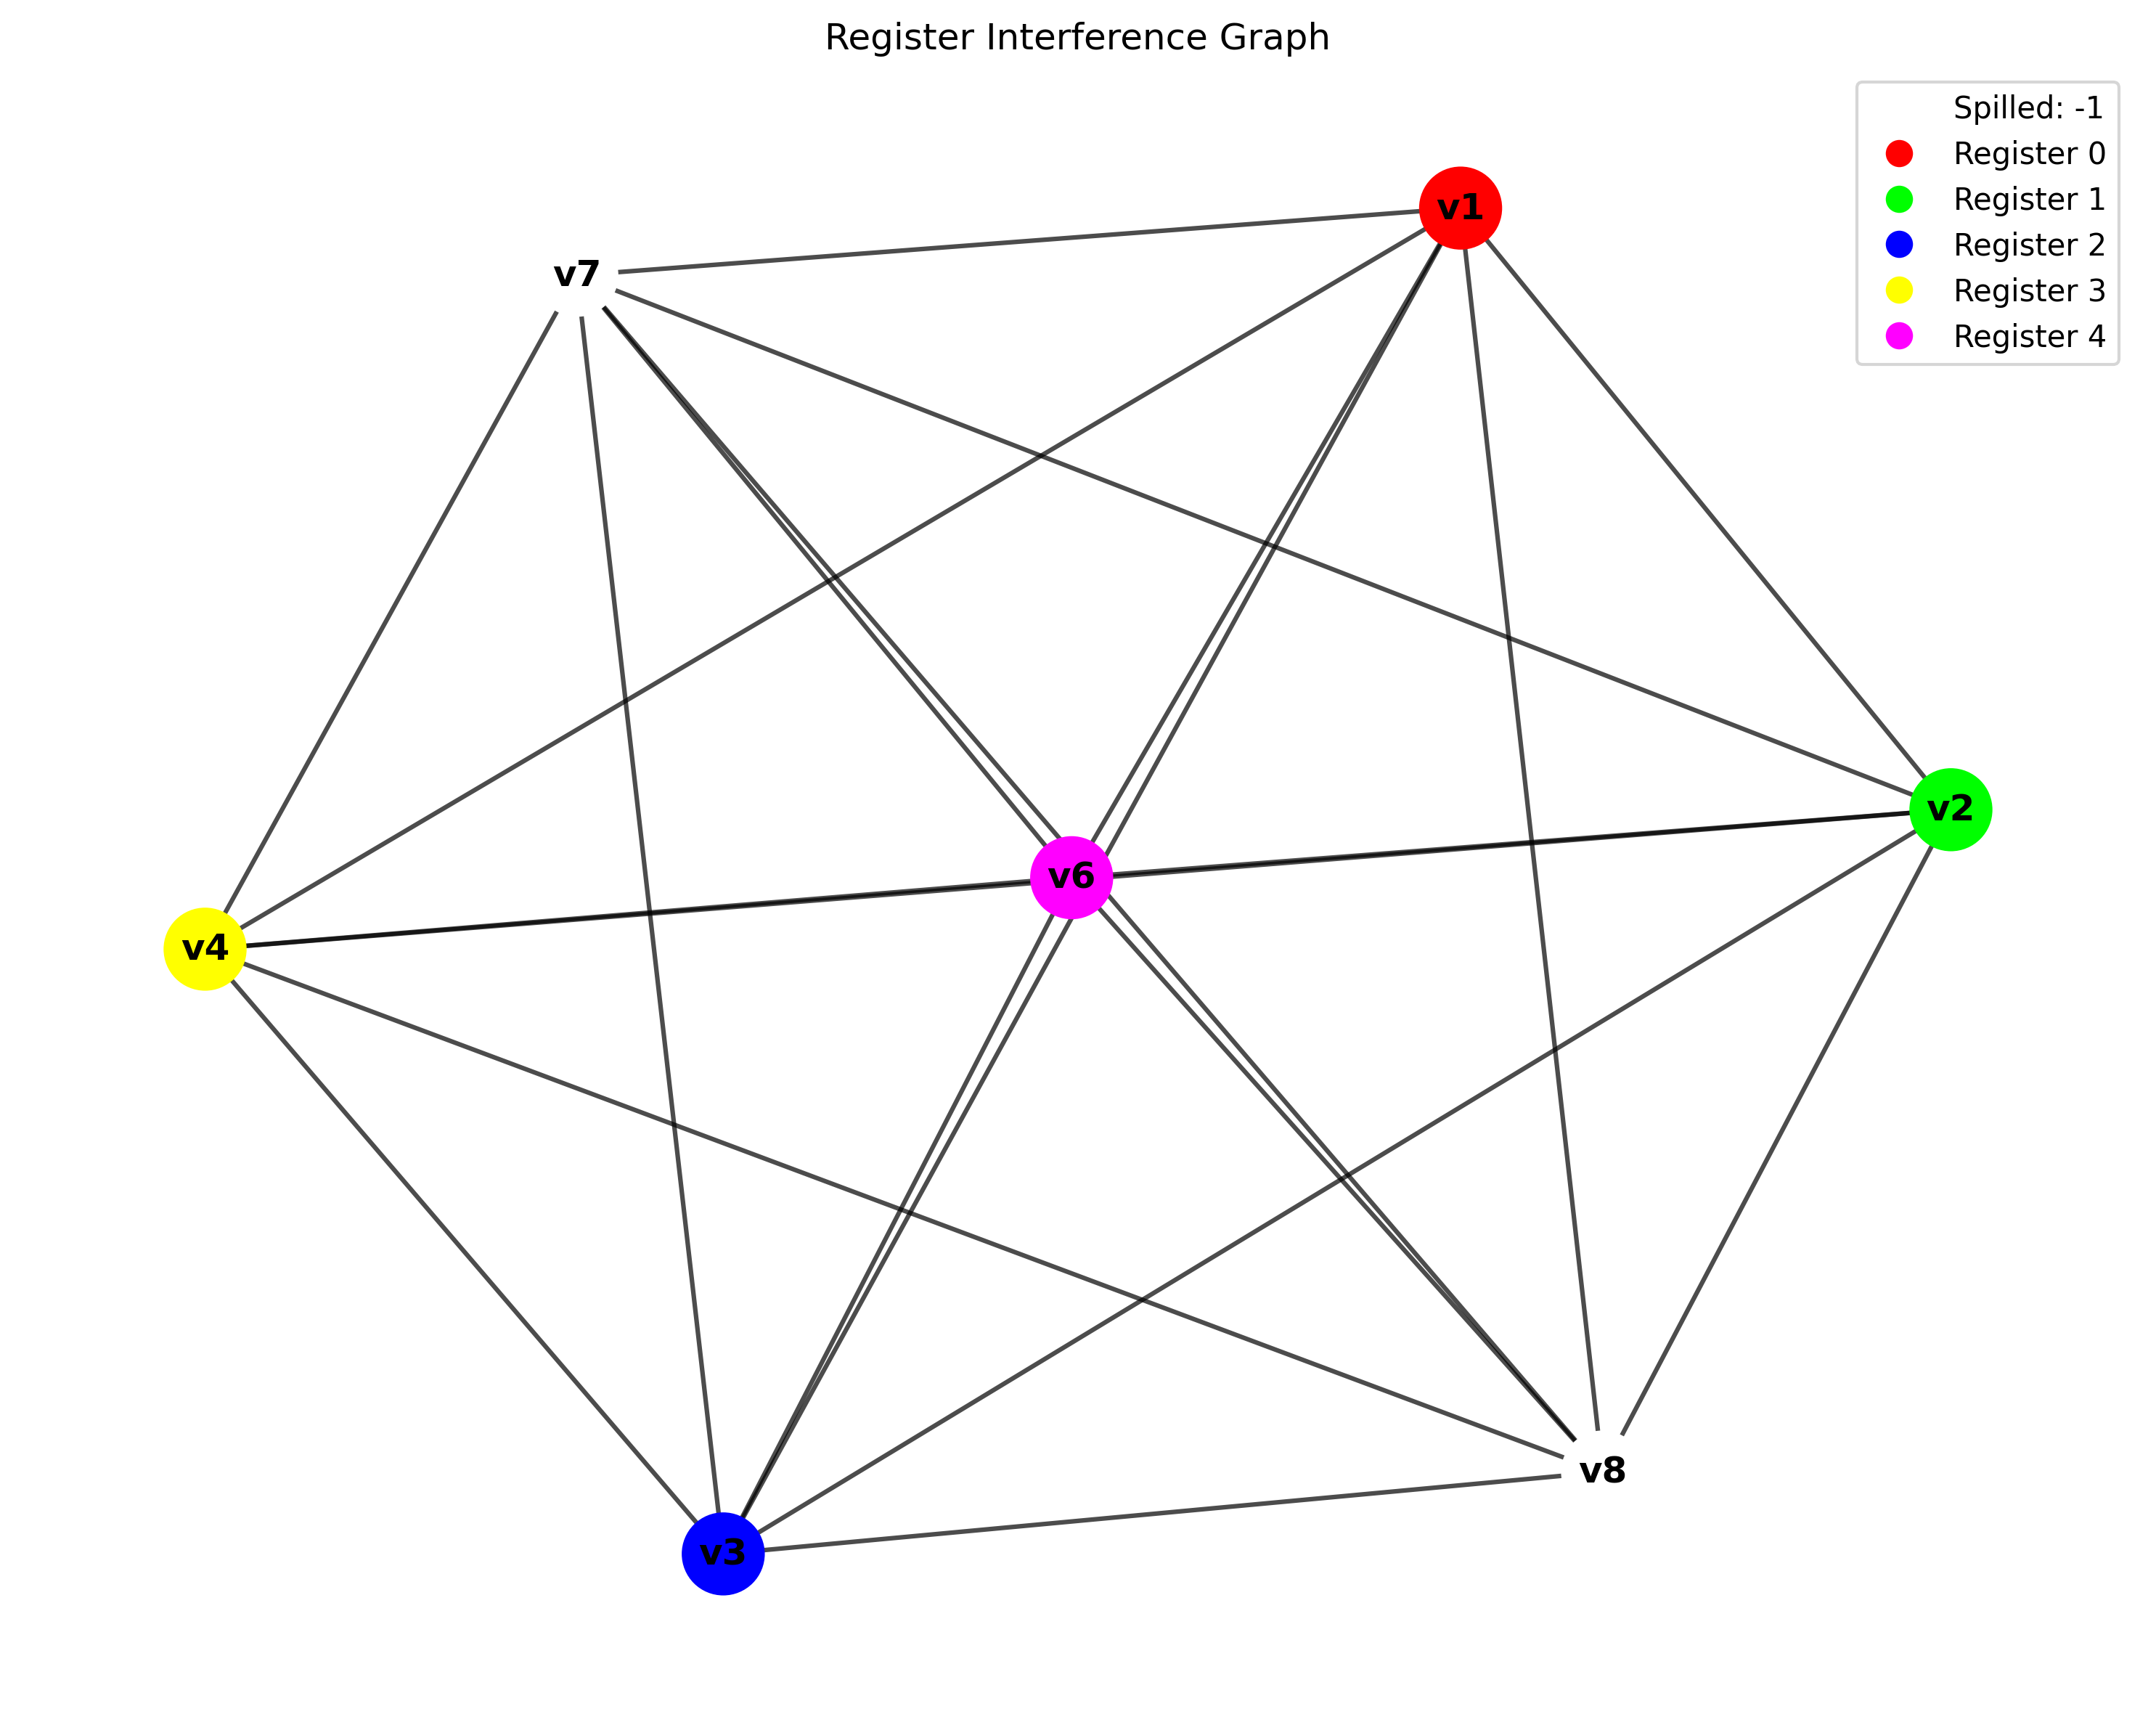 Register Interference Graph
Spilled: -1
Register 0
Register 1
Register 2
Register 3
Register 4
v1
v7
v2
v6
v4
v8
v3